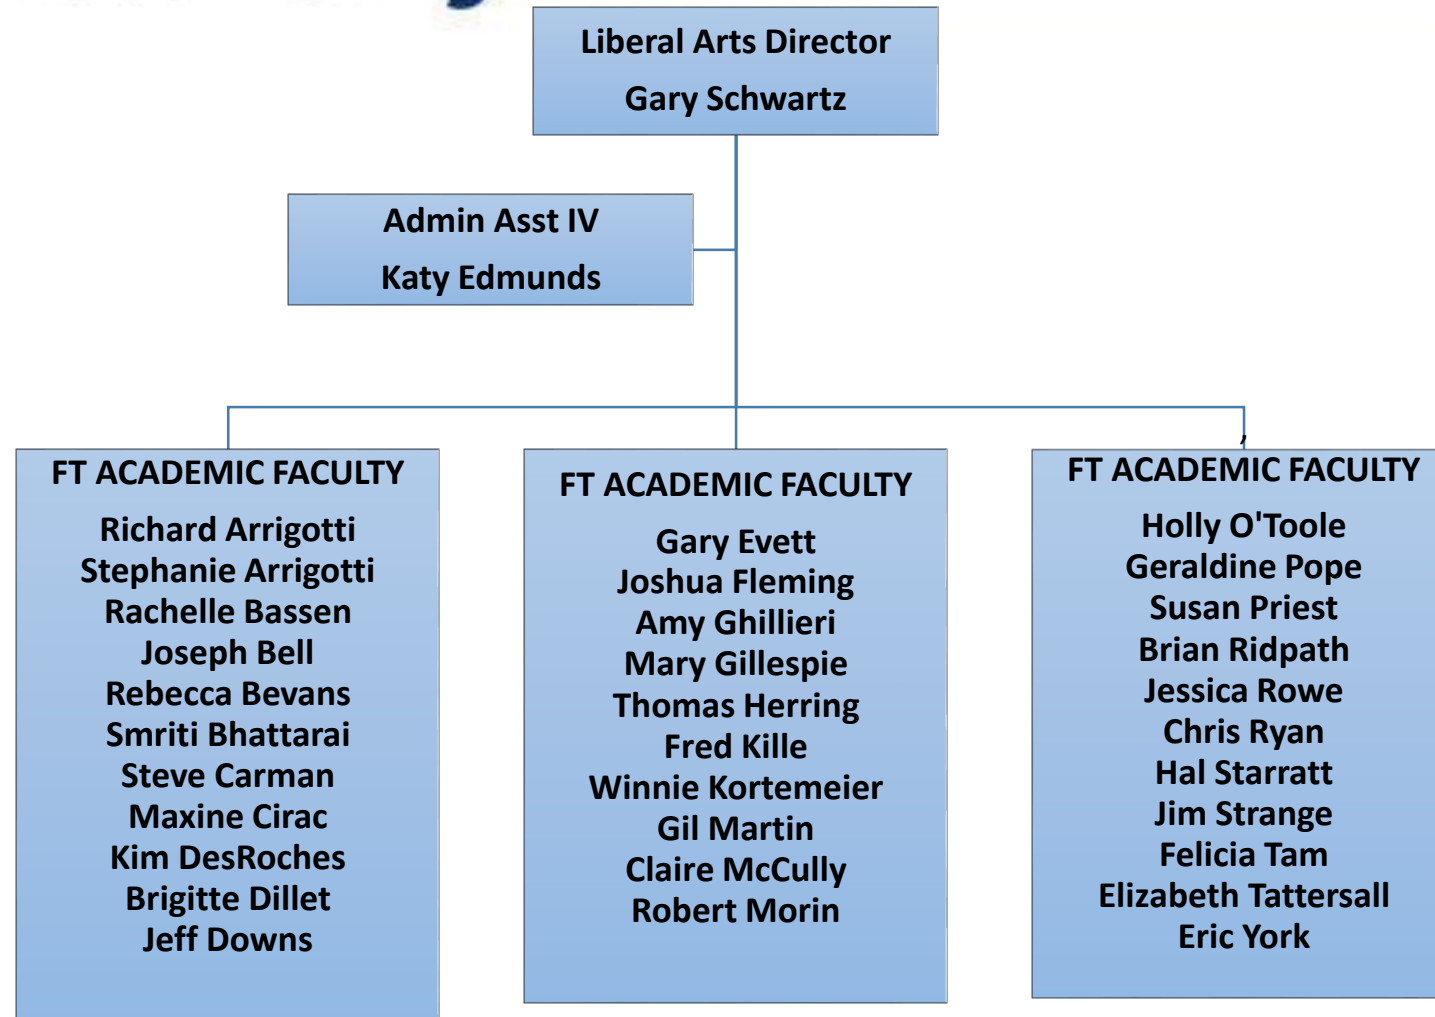 Liberal Arts Director
Gary Schwartz
Admin Asst IV
Katy Edmunds
FT ACADEMIC FACULTY
Richard Arrigotti
Stephanie Arrigotti
Rachelle Bassen
Joseph Bell
Rebecca Bevans
Smriti Bhattarai
Steve Carman
Maxine Cirac
Kim DesRoches
Brigitte Dillet
Jeff Downs
FT ACADEMIC FACULTY
Gary Evett
Joshua Fleming
Amy Ghillieri
Mary Gillespie
Thomas Herring
Fred Kille
Winnie Kortemeier
Gil Martin
Claire McCully
Robert Morin
,
FT ACADEMIC FACULTY
Holly O'Toole
Geraldine Pope
Susan Priest
Brian Ridpath
Jessica Rowe
Chris Ryan
Hal Starratt
Jim Strange
Felicia Tam
Elizabeth Tattersall
Eric York